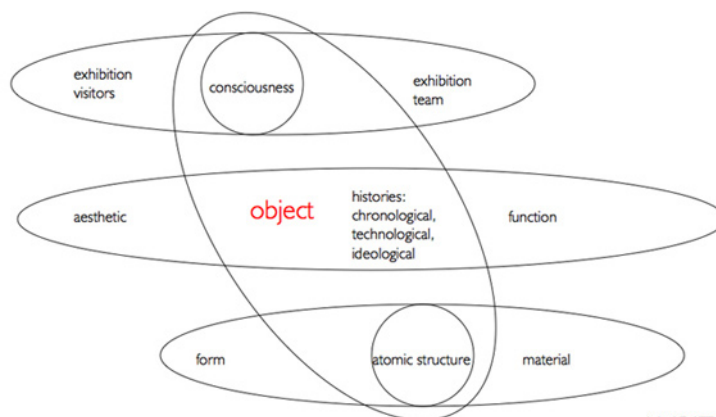 exhibition
visitors
consciousness
exhibition
team
aesthetic
object
histories:
chronological,
technological,
ideological
function
form
atomic structure
material